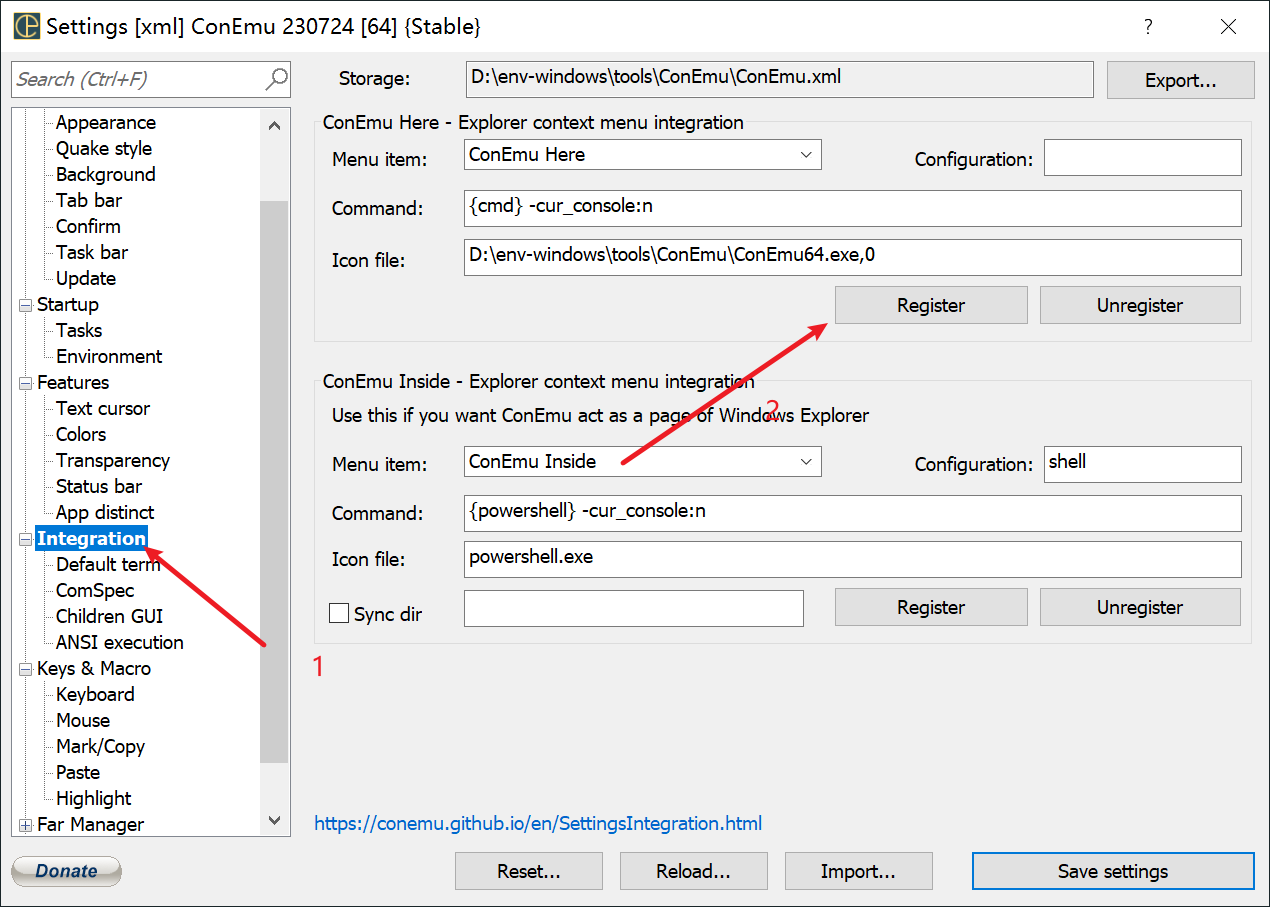 Settings [xml] ConEmu 230724 [64] {Stable}
?
Search (Ctrl+F)
Appearance
Quake style
Background
Tab bar
Confirm
Task bar
Update
Startup
Tasks
Environment
Features
Text cursor
Colors
Transparency
Status bar
App distinct
Integration
Default term
ComSpec
Children GUI
ANSI execution
Keys & Macro
Keyboard
Mouse
Mark/Copy
Paste
Highlight
Far Manager
Donate
Storage: D:\env-windows\tools\ConEmu\ConEmu.xml Export...
ConEmu Here - Explorer context menu integration
Menu item: ConEmu Here Configuration:
Command: {cmd} -cur_console:n
Icon file: D:\env-windows\tools\ConEmu\ConEmu64.exe,0
Register Unregister
ConEmu Inside - Explorer context menu integration
Use this if you want ConEmu act as a page of Windows Explorer
2
Menu item: ConEmu Inside Configuration: shell
Command: {powershell} -cur_console:n
Icon file: powershell.exe
Sync dir Register Unregister
1
https://conemu.github.io/en/SettingsIntegration.html
Reset... Reload... Import... Save settings